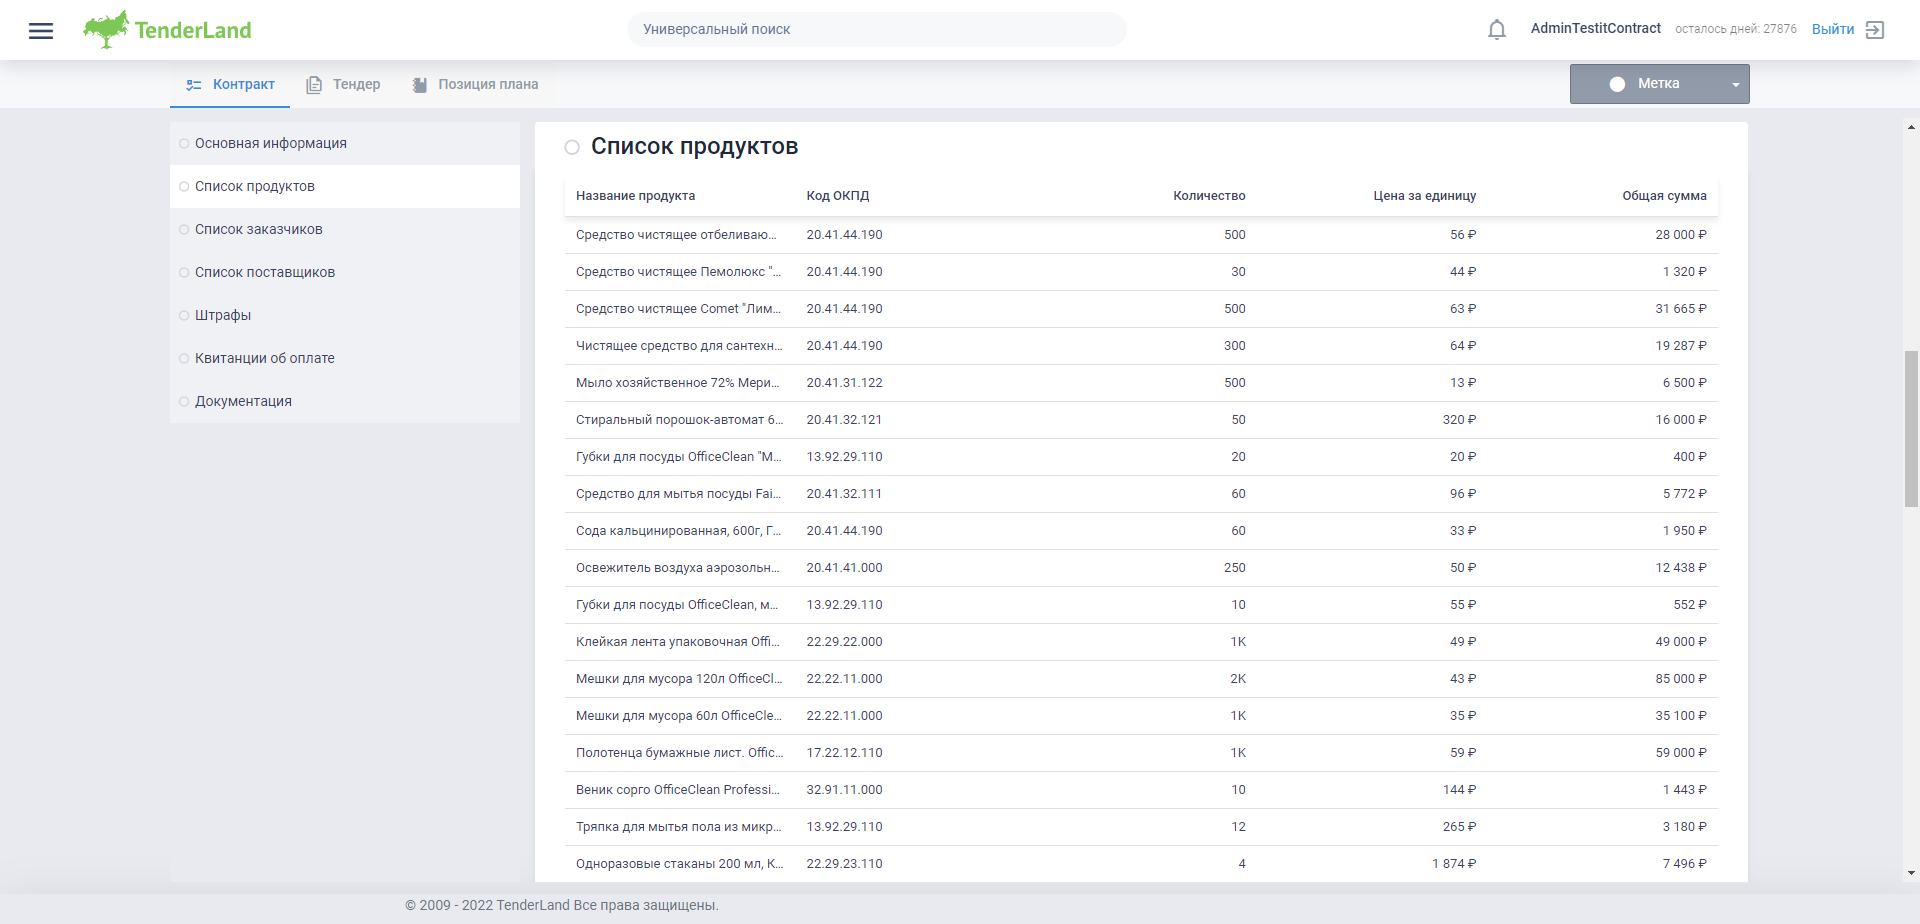 TenderLand
Универсальный поиск
AdminTestitContract осталось дней: 27876 Выйти
Контракт Тендер Позиция плана Метка
Основная информация
Список продуктов
Список заказчиков
Список поставщиков
Штрафы
Квитанции об оплате
Документация
Список продуктов
Название продукта Код ОКПД Количество Цена за единицу Общая сумма
Средство чистящее отбеливаю... 20.41.44.190 500 56 ₽ 28 000 ₽
Средство чистящее Пемолюкс "... 20.41.44.190 30 44 ₽ 1 320 ₽
Средство чистящее Comet "Лим... 20.41.44.190 500 63 ₽ 31 665 ₽
Чистящее средство для сантехн... 20.41.44.190 300 64 ₽ 19 287 ₽
Мыло хозяйственное 72% Мери... 20.41.31.122 500 13 ₽ 6 500 ₽
Стиральный порошок-автомат 6... 20.41.32.121 50 320 ₽ 16 000 ₽
Губки для посуды OfficeClean "М... 13.92.29.110 20 20 ₽ 400 ₽
Средство для мытья посуды Fai... 20.41.32.111 60 96 ₽ 5 772 ₽
Сода кальцинированная, 600г, Г... 20.41.44.190 60 33 ₽ 1 950 ₽
Освежитель воздуха аэрозольн... 20.41.41.000 250 50 ₽ 12 438 ₽
Губки для посуды OfficeClean, м... 13.92.29.110 10 55 ₽ 552 ₽
Клейкая лента упаковочная Offi... 22.29.22.000 1K 49 ₽ 49 000 ₽
Мешки для мусора 120л OfficeCl... 22.22.11.000 2K 43 ₽ 85 000 ₽
Мешки для мусора 60л OfficeCle... 22.22.11.000 1K 35 ₽ 35 100 ₽
Полотенца бумажные лист. Offic... 17.22.12.110 1K 59 ₽ 59 000 ₽
Веник сорго OfficeClean Professi... 32.91.11.000 10 144 ₽ 1 443 ₽
Тряпка для мытья пола из микр... 13.92.29.110 12 265 ₽ 3 180 ₽
Одноразовые стаканы 200 мл, К... 22.29.23.110 4 1 874 ₽ 7 496 ₽
© 2009 - 2022 TenderLand Все права защищены.